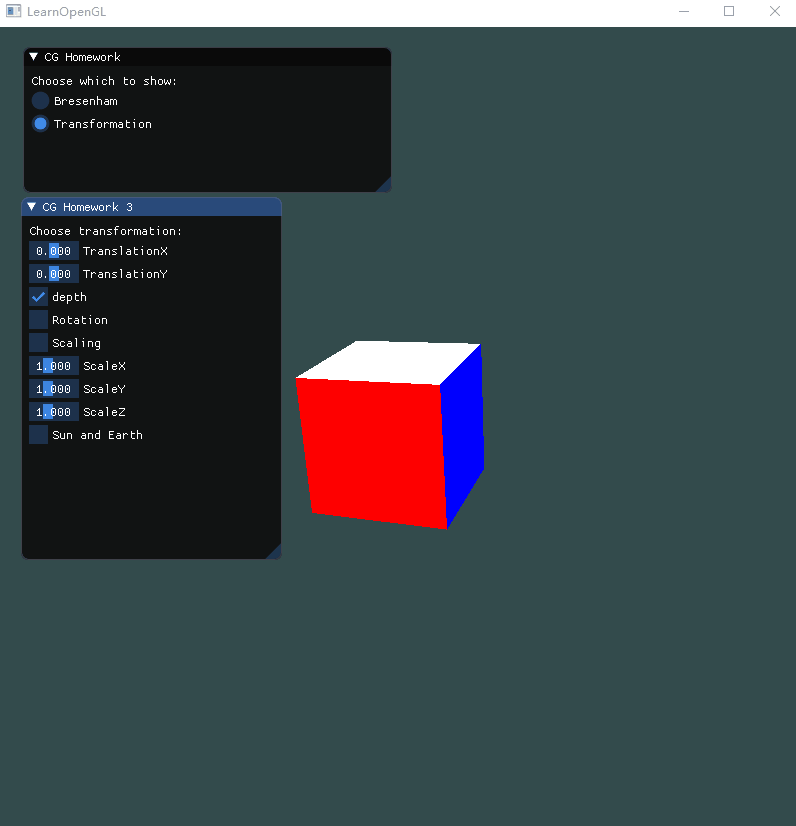 LearnOpenGL
CG Homework
Choose which to show:
Bresenham
Transformation
CG Homework 3
Choose transformation:
0.000 TranslationX
0.000 TranslationY
depth
Rotation
Scaling
1.000 ScaleX
1.000 ScaleY
1.000 ScaleZ
Sun and Earth